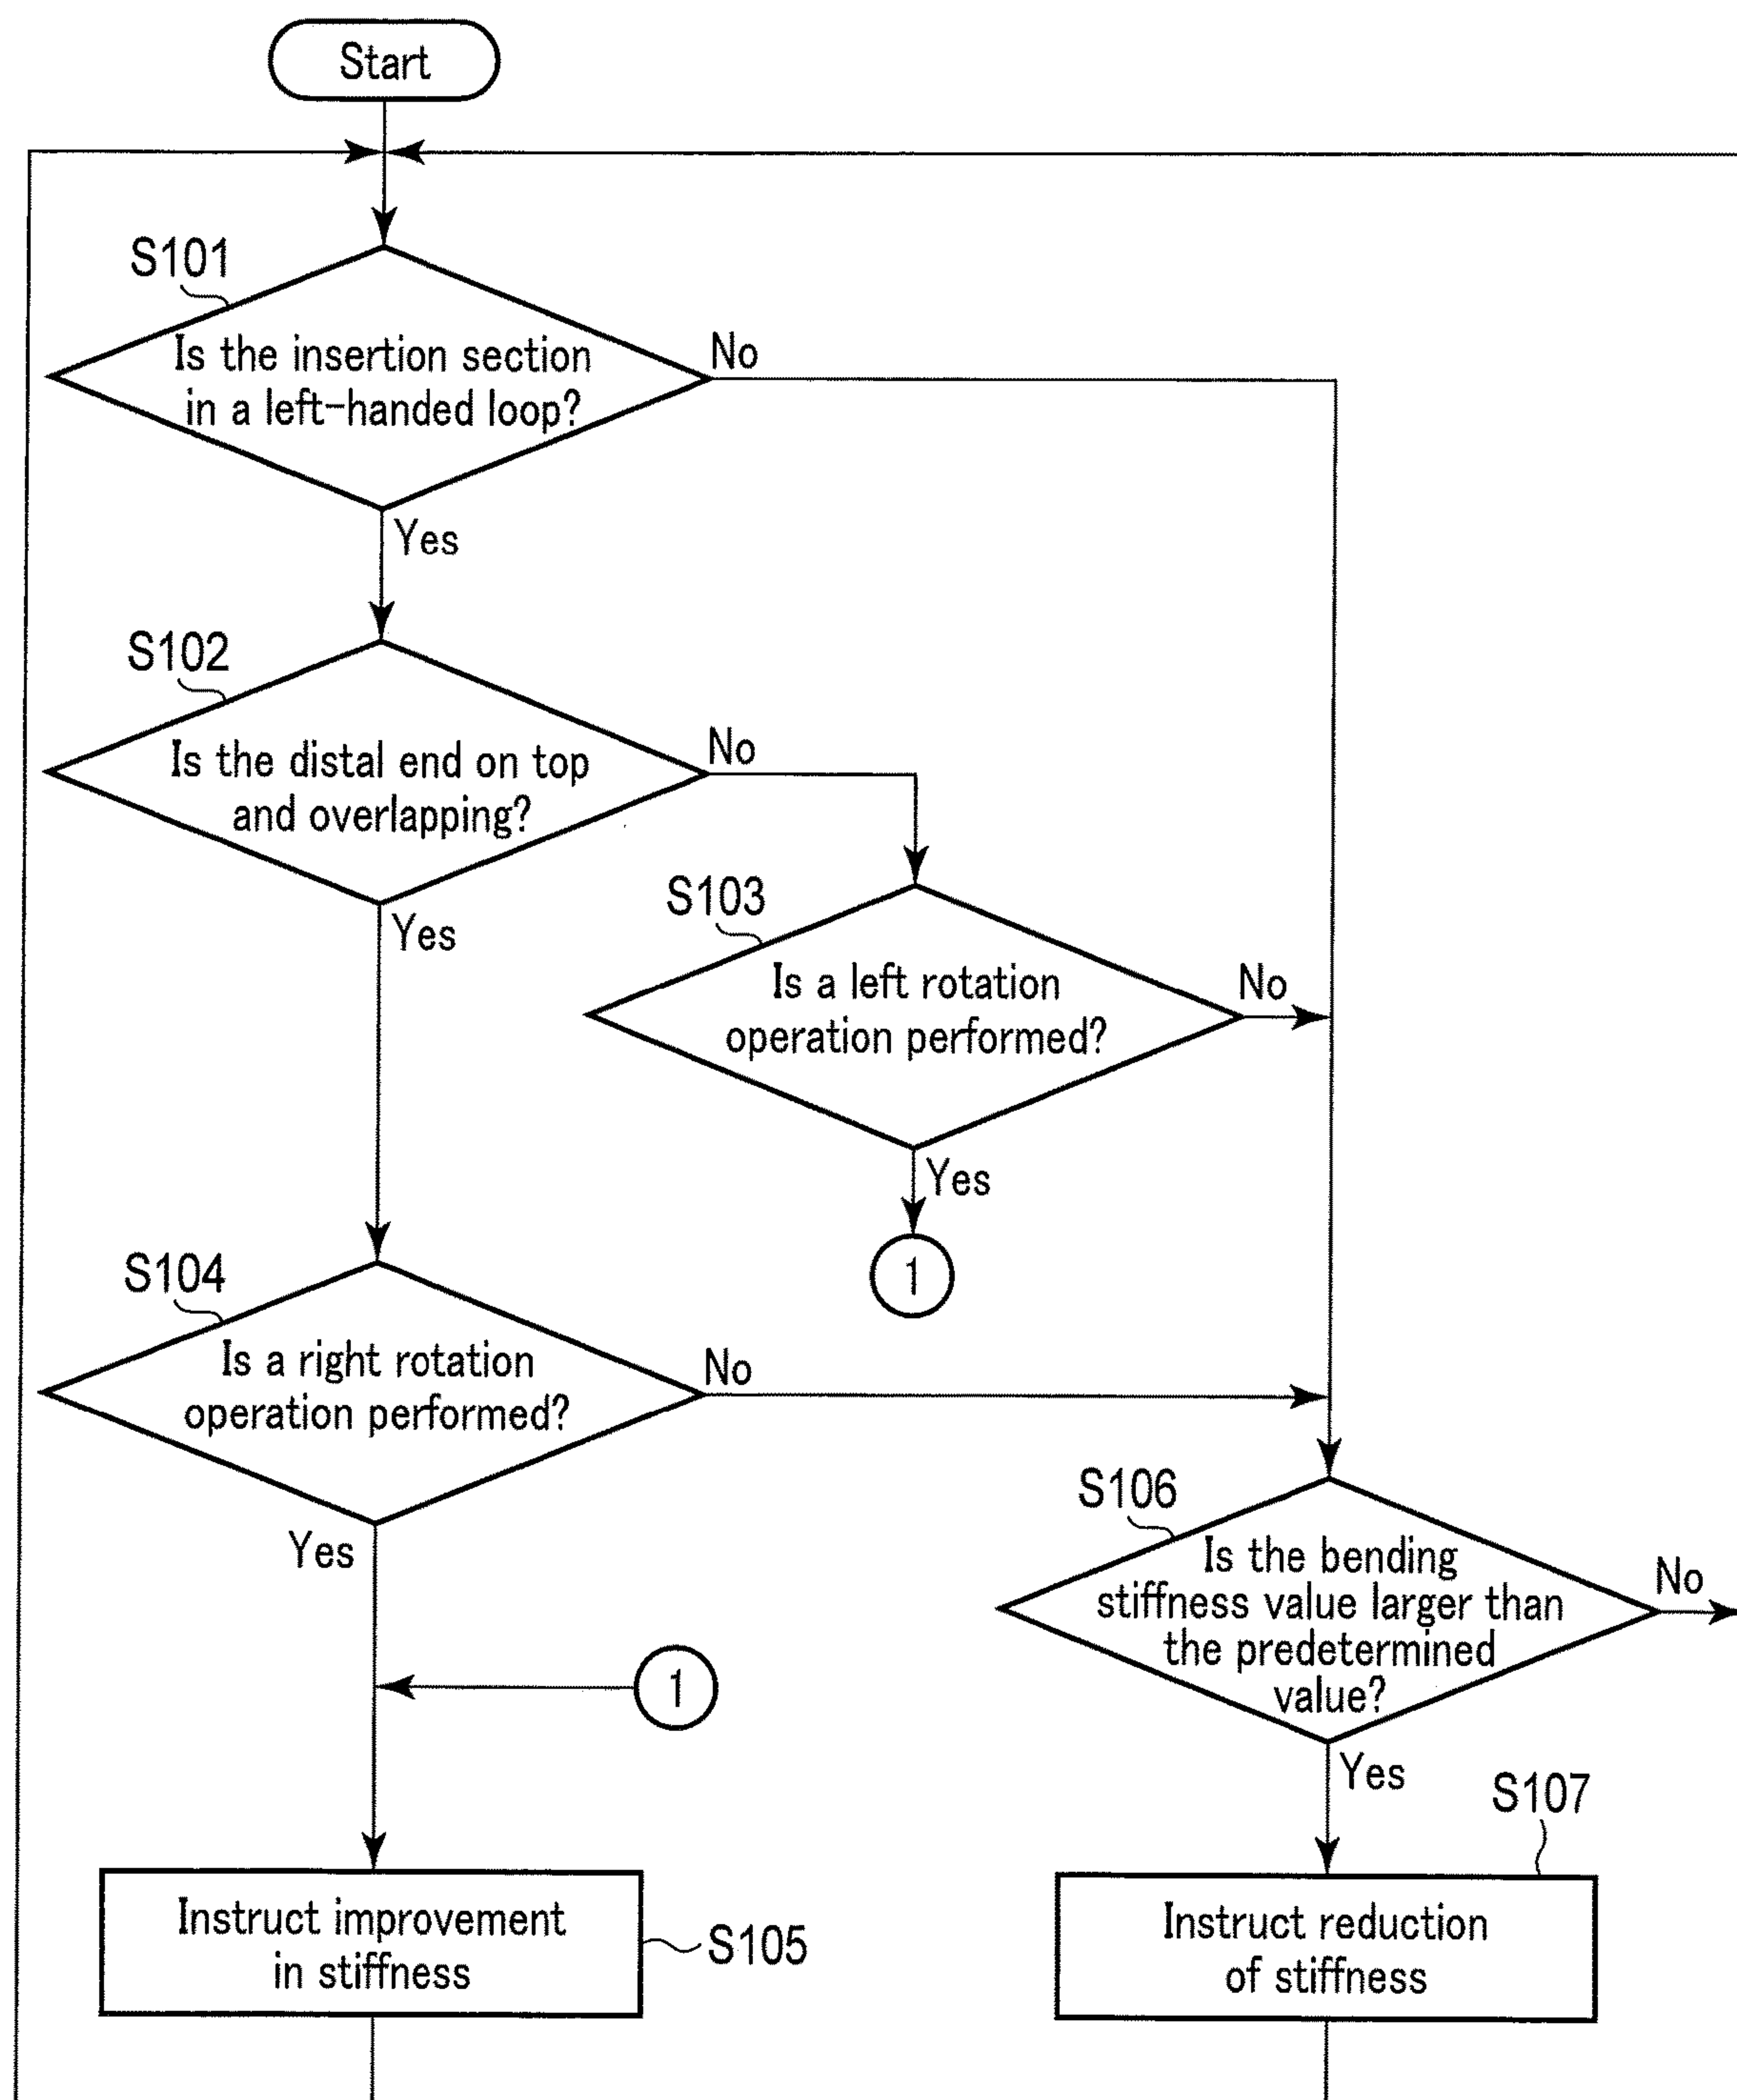 Start
S101
Is the insertion section
in a left-handed loop?
No
Yes
S102
Is the distal end on top
and overlapping?
No
Yes
S103
Is a left rotation
operation performed?
No
Yes
1
S104
Is a right rotation
operation performed?
No
Yes
S106
Is the bending
stiffness value larger than
the predetermined
value?
No
Yes
1
S107
Instruct improvement
in stiffness
S105
Instruct reduction
of stiffness